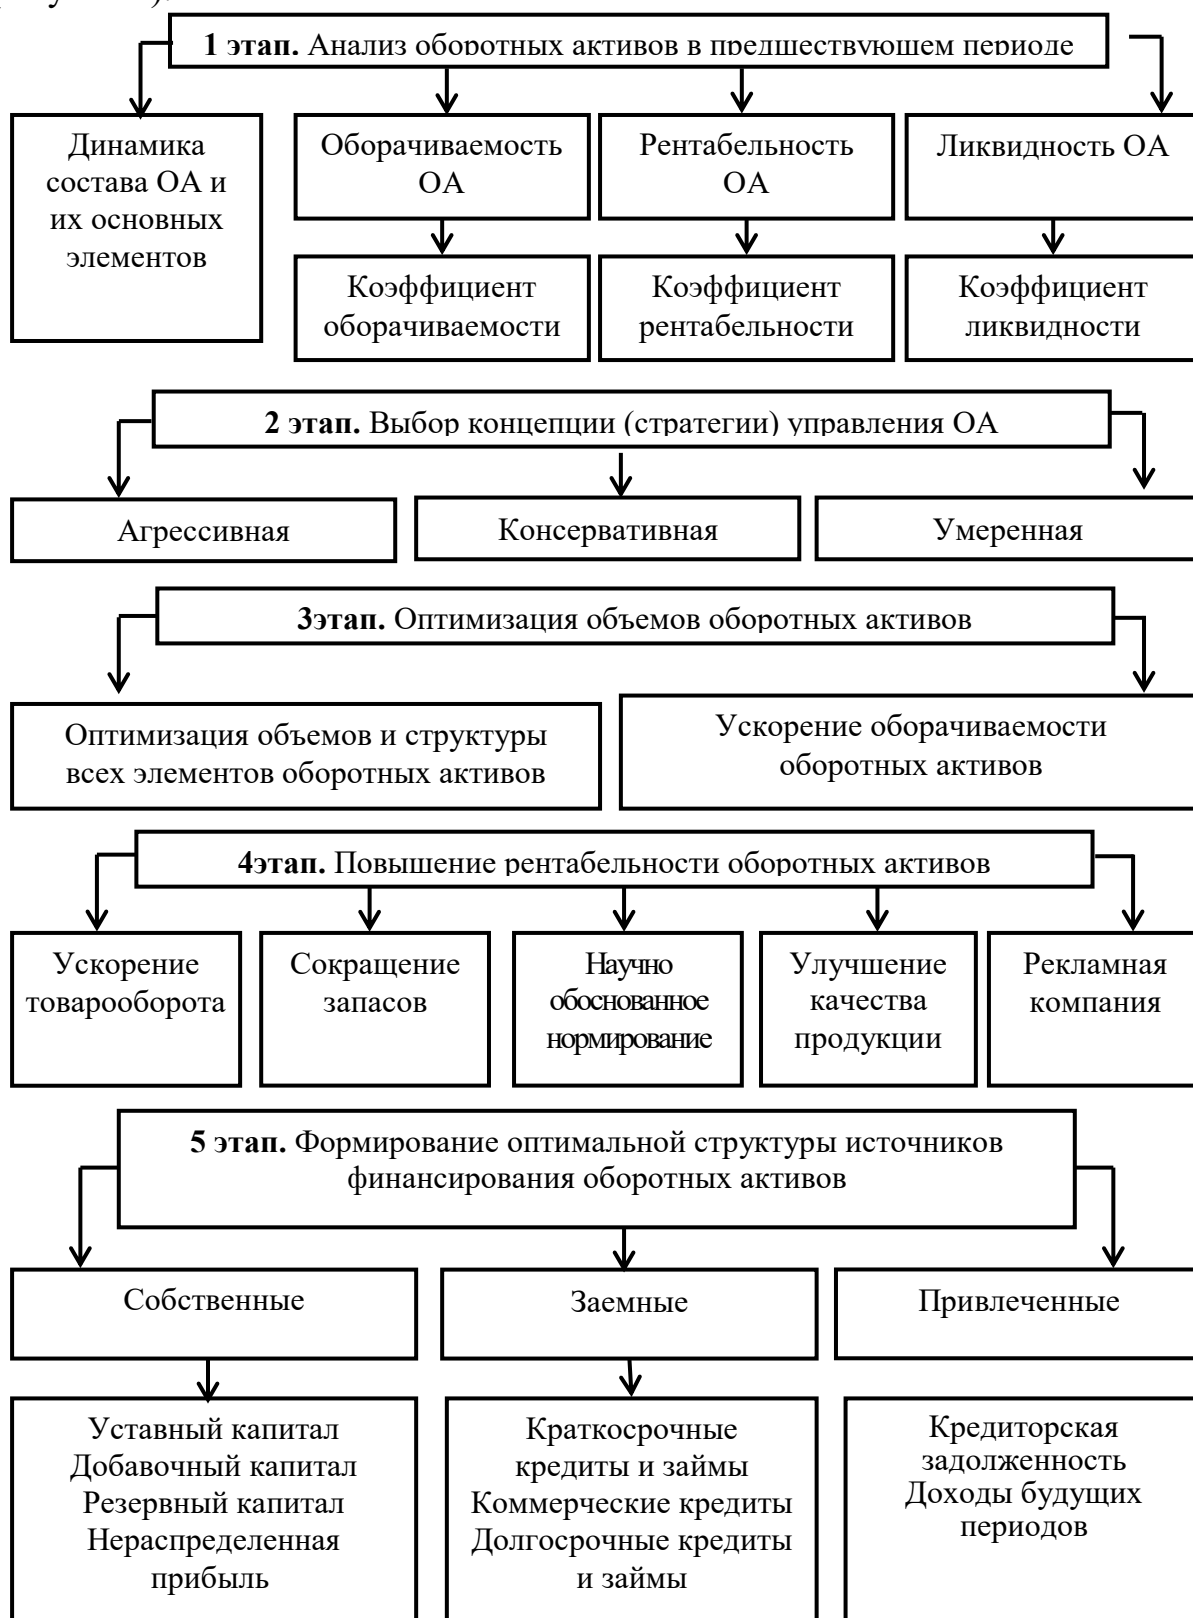 1 этап. Анализ оборотных активов в предшествующем периоде
Динамика
состава ОА и
их основных
элементов
Оборачиваемость
ОА
Рентабельность
ОА
Ликвидность ОА
Коэффициент
оборачиваемости
Коэффициент
рентабельности
Коэффициент
ликвидности
2 этап. Выбор концепции (стратегии) управления ОА
Агрессивная
Консервативная
Умеренная
3этап. Оптимизация объемов оборотных активов
Оптимизация объемов и структуры
всех элементов оборотных активов
Ускорение оборачиваемости
оборотных активов
4этап. Повышение рентабельности оборотных активов
Ускорение
товарооборота
Сокращение
запасов
Научно
обоснованное
нормирование
Улучшение
качества
продукции
Рекламная
компания
5 этап. Формирование оптимальной структуры источников
финансирования оборотных активов
Собственные
Заемные
Привлеченные
Уставный капитал
Добавочный капитал
Резервный капитал
Нераспределенная
прибыль
Краткосрочные
кредиты и займы
Коммерческие кредиты
Долгосрочные кредиты
и займы
Кредиторская
задолженность
Доходы будущих
периодов